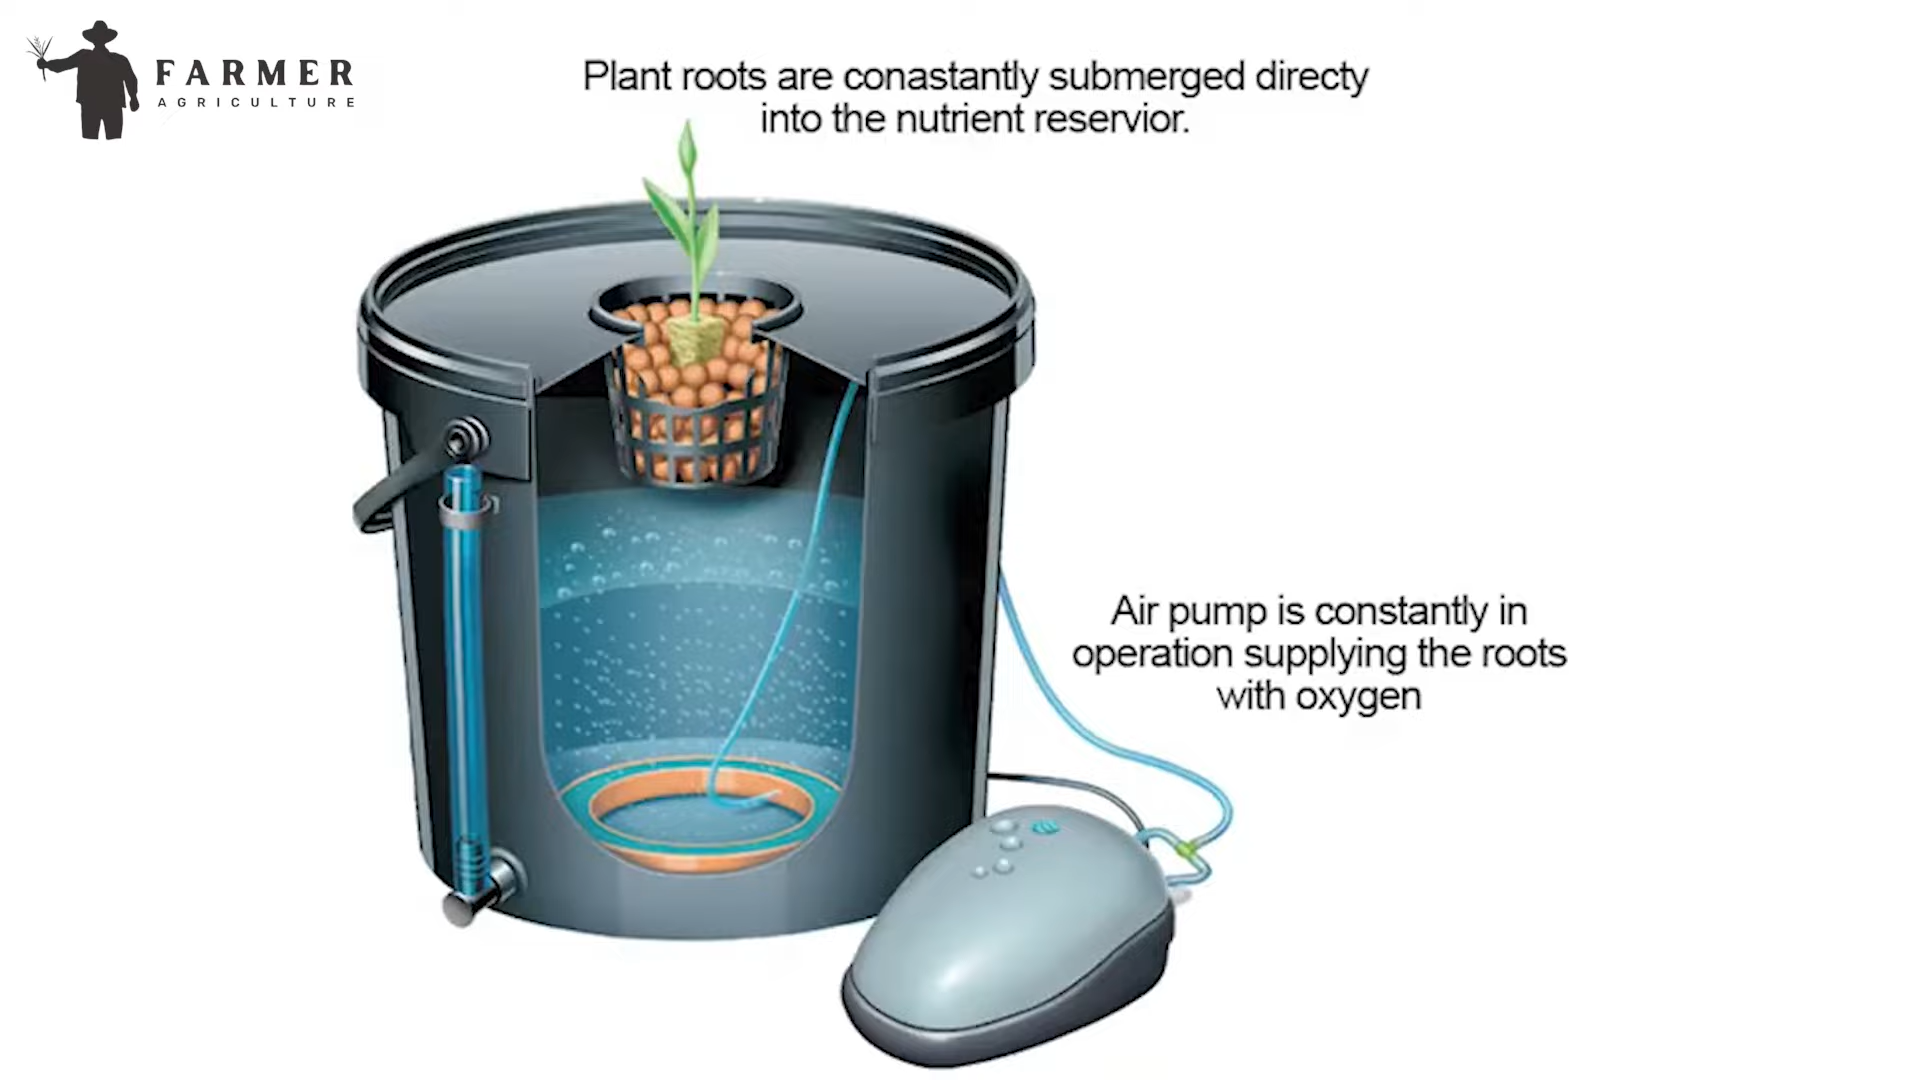 FARMER
AGRICULTURE
Plant roots are conastantly submerged directy
into the nutrient reservior.
Air pump is constantly in
operation supplying the roots
with oxygen